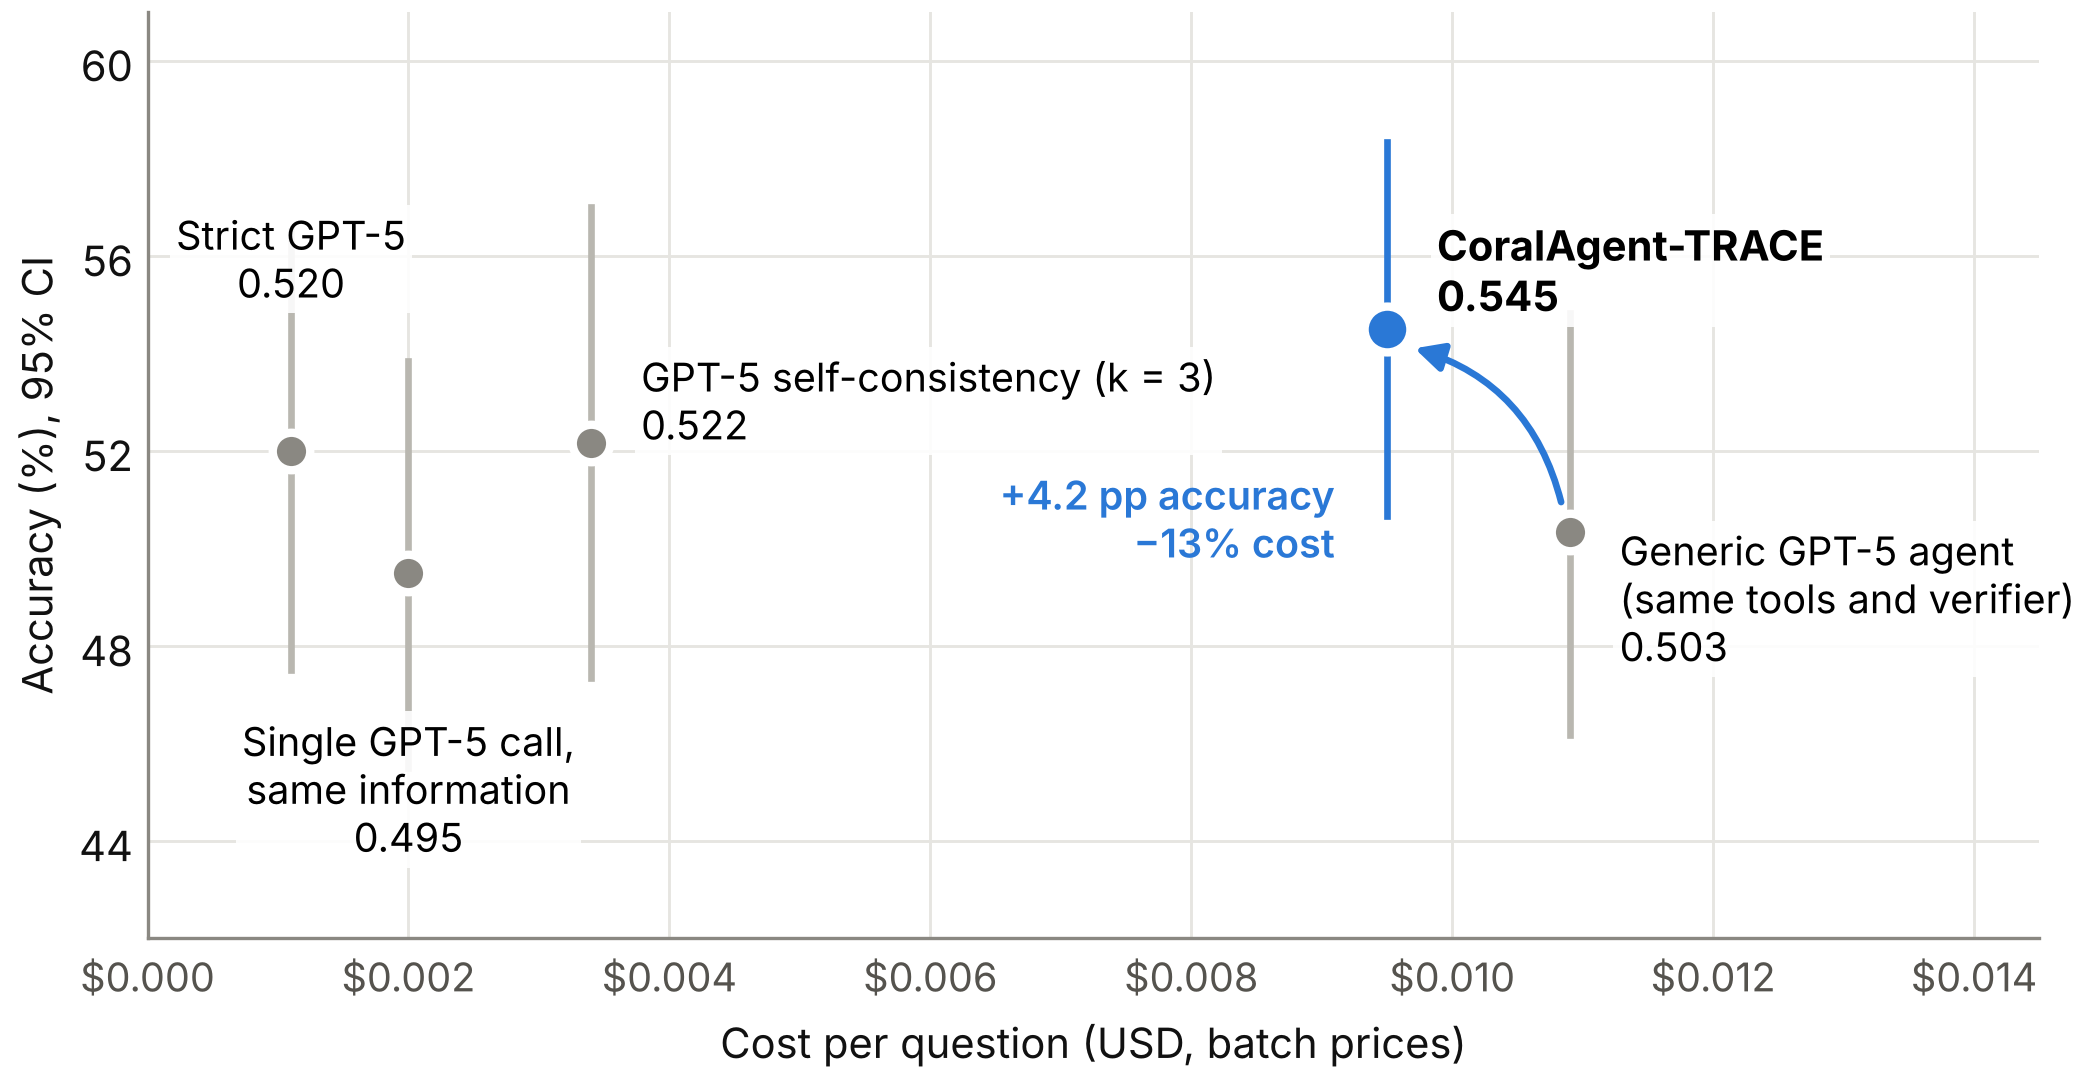 60
56
52
48
44
Accuracy (%), 95% CI
Strict GPT-5
0.520
Single GPT-5 call,
same information
0.495
GPT-5 self-consistency (k = 3)
0.522
+4.2 pp accuracy
−13% cost
CoralAgent-TRACE
0.545
Generic GPT-5 agent
(same tools and verifier)
0.503
$0.000 $0.002 $0.004 $0.006 $0.008 $0.010 $0.012 $0.014
Cost per question (USD, batch prices)